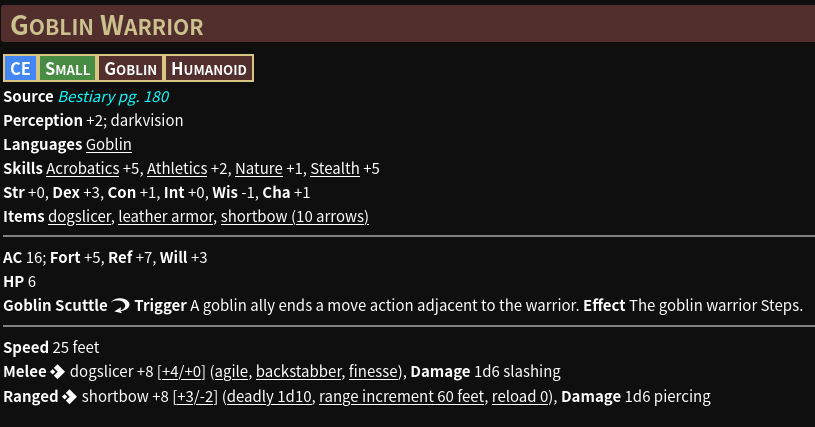 Goblin Warrior
CE Small Goblin Humanoid
Source Bestiary pg. 180
Perception +2; darkvision
Languages Goblin
Skills Acrobatics +5, Athletics +2, Nature +1, Stealth +5
Str +0, Dex +3, Con +1, Int +0, Wis -1, Cha +1
Items dogslicer, leather armor, shortbow (10 arrows)
AC 16; Fort +5, Ref +7, Will +3
HP 6
Goblin Scuttle Trigger A goblin ally ends a move action adjacent to the warrior. Effect The goblin warrior Steps.
Speed 25 feet
Melee dogslicer +8 [+4/+0] (agile, backstabber, finesse), Damage 1d6 slashing
Ranged shortbow +8 [+3/-2] (deadly 1d10, range increment 60 feet, reload 0), Damage 1d6 piercing